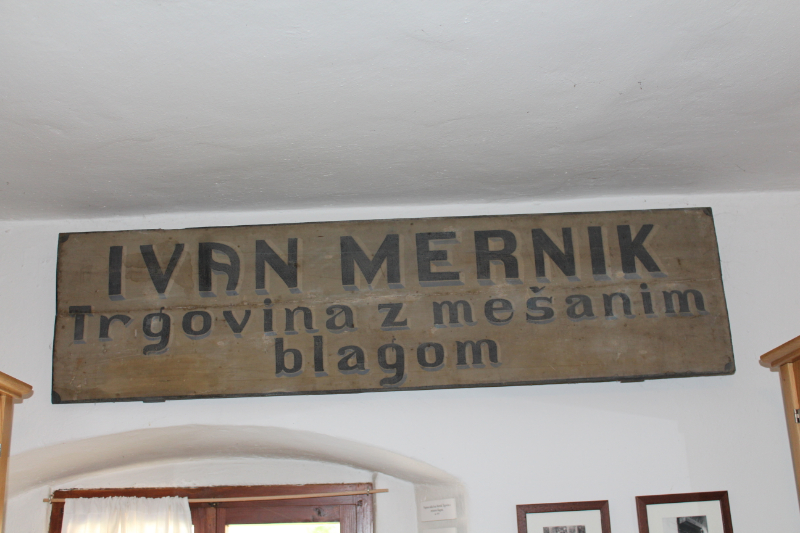 IVAN MERNIK
Trgovina z mešanim
blagom